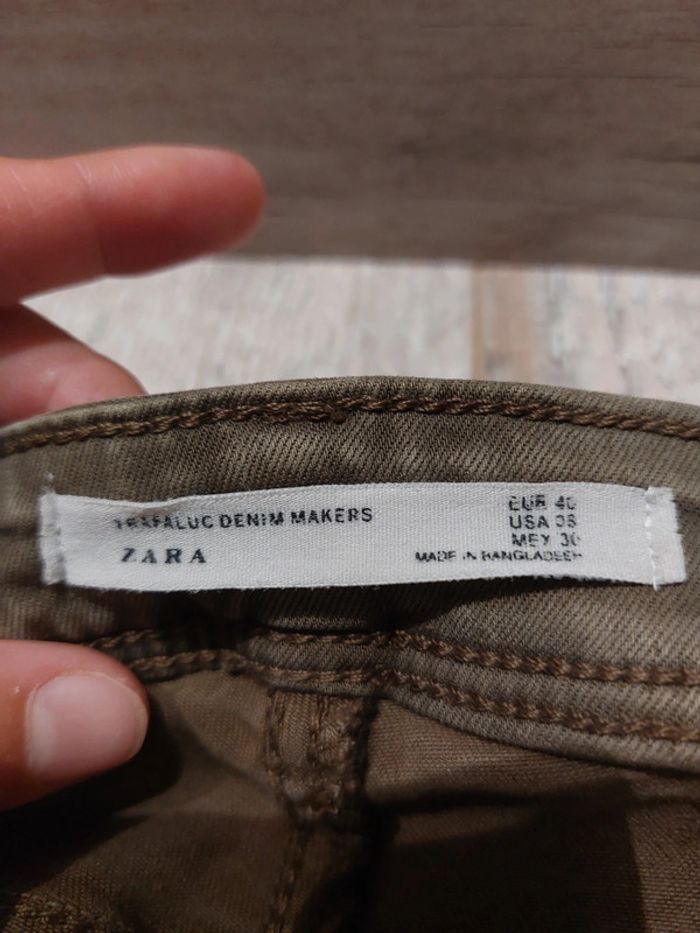 TRAFALUC DENIM MAKERS
ZARA
EUR 40
USA 08
MEX 30
MADE IN BANGLADESH